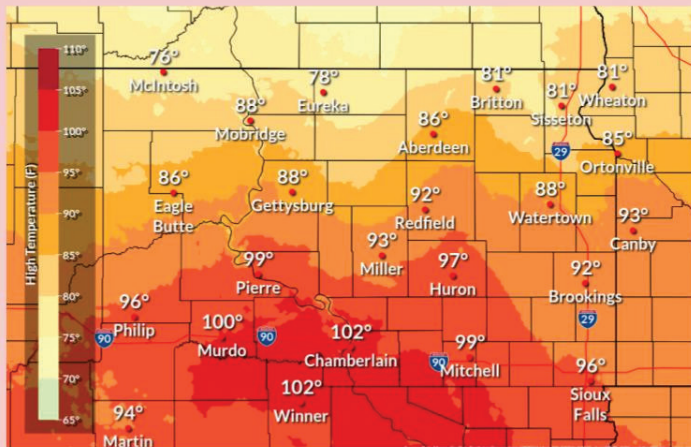 High Temperature (F)
110°
105°
100°
95°
90°
85°
80°
75°
70°
65°
76°
McIntosh
78°
Eureka
81°
Britton
81°
Sisseton
81°
Wheaton
88°
Mobridge
86°
Aberdeen
29
85°
Ortonville
86°
Eagle
Butte
88°
Gettysburg
92°
Redfield
88°
Watertown
93°
Canby
99°
Pierre
93°
Miller
97°
Huron
92°
Brookings
96°
Philip
90
100°
Murdo
90
102°
Chamberlain
90
99°
Mitchell
29
96°
Sioux
Falls
94°
Martin
102°
Winner